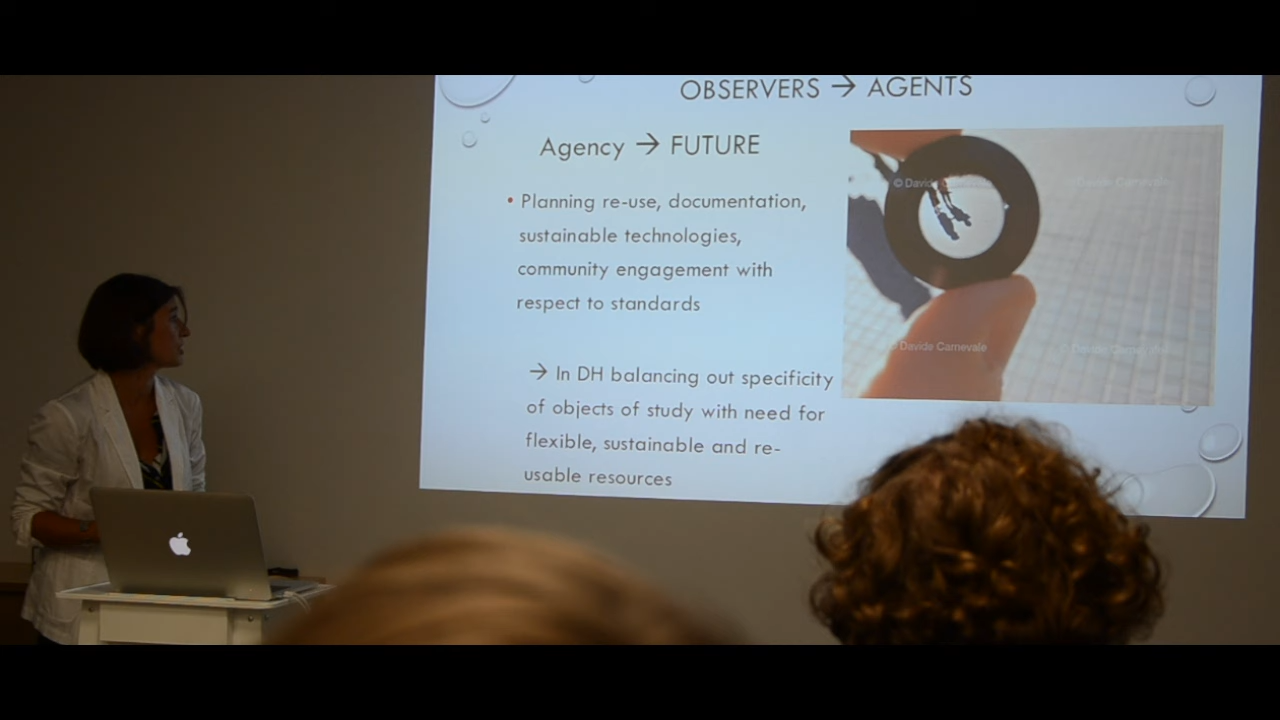 OBSERVERS → AGENTS
Agency → FUTURE
• Planning re-use, documentation,
sustainable technologies,
community engagement with
respect to standards
→ In DH balancing out specificity
of objects of study with need for
flexible, sustainable and re-
usable resources
© Davide Carnevale
© Davide Carnevale
© Davide Carnevale
© Davide Carnevale